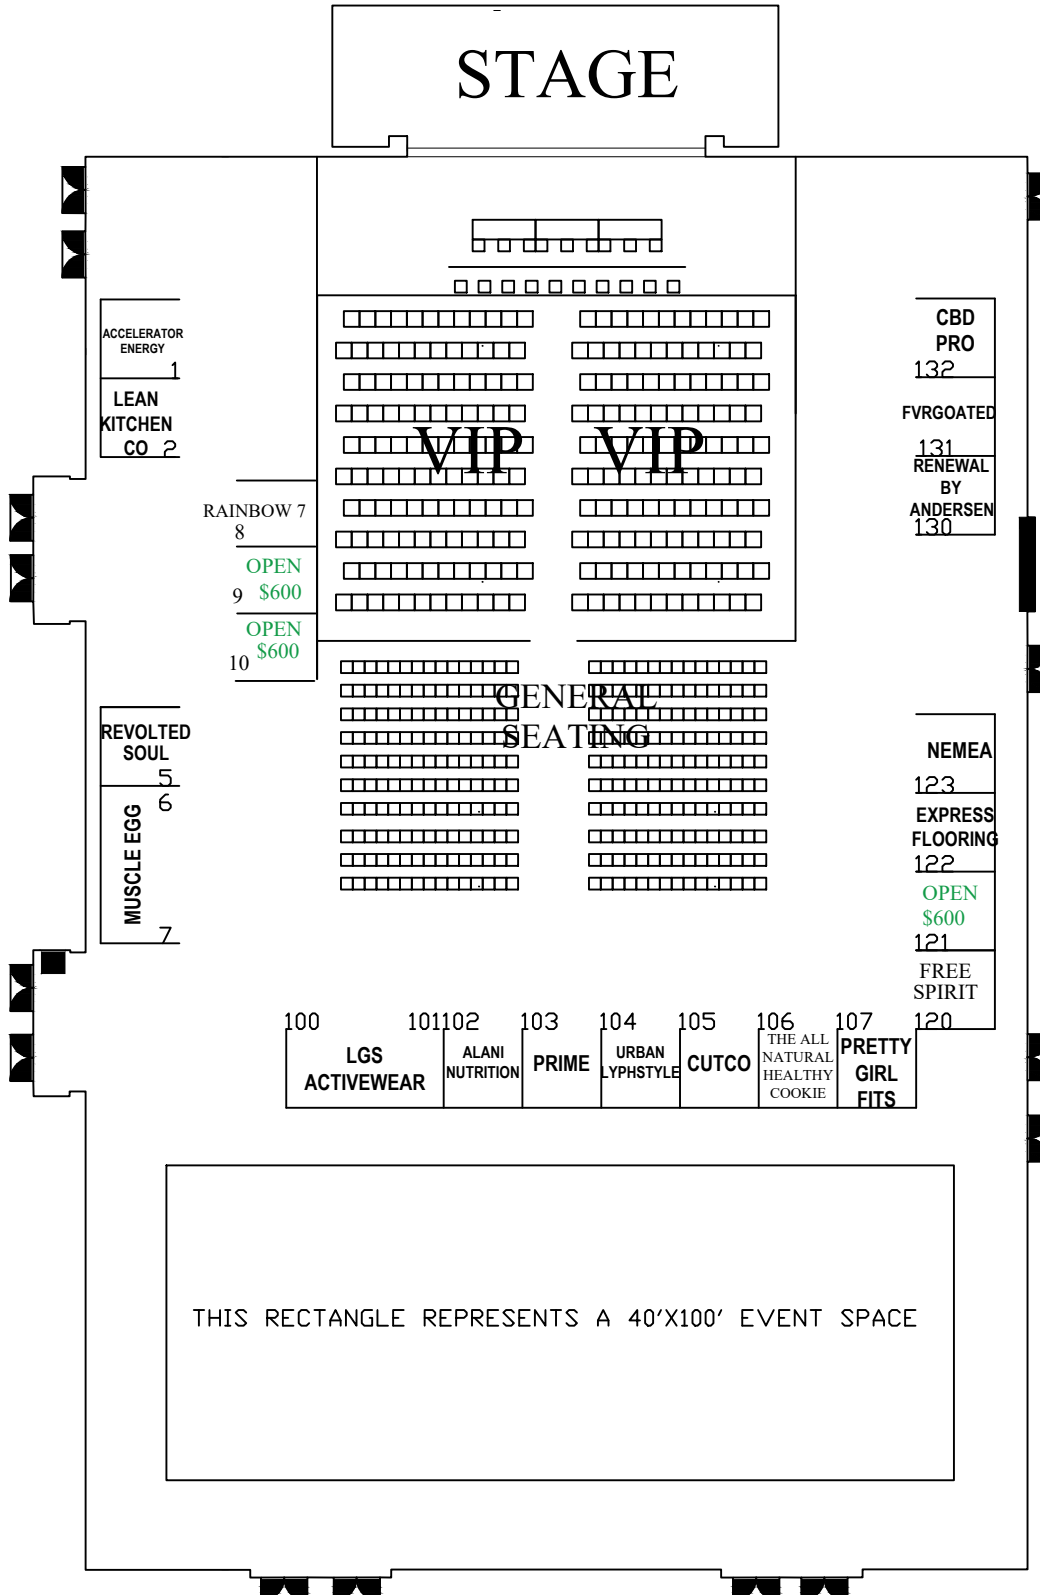 STAGE
ACCELERATOR
ENERGY
1
LEAN
KITCHEN
CO 2
CBD
PRO
132
FVRGOATED
131
RENEWAL
BY
ANDERSEN
130
VIP VIP
RAINBOW 7
8
OPEN
9 $600
OPEN
10 $600
GENERAL
SEATING
REVOLTED
SOUL
5
6
MUSCLE EGG
7
NEMEA
123
EXPRESS
FLOORING
122
OPEN
$600
121
FREE
SPIRIT
120
100 101 102 103 104 105 106 107
LGS
ACTIVEWEAR
ALANI
NUTRITION
PRIME
URBAN
LYPHSTYLE
CUTCO
THE ALL
NATURAL
HEALTHY
COOKIE
PRETTY
GIRL
FITS
THIS RECTANGLE REPRESENTS A 40'X100' EVENT SPACE